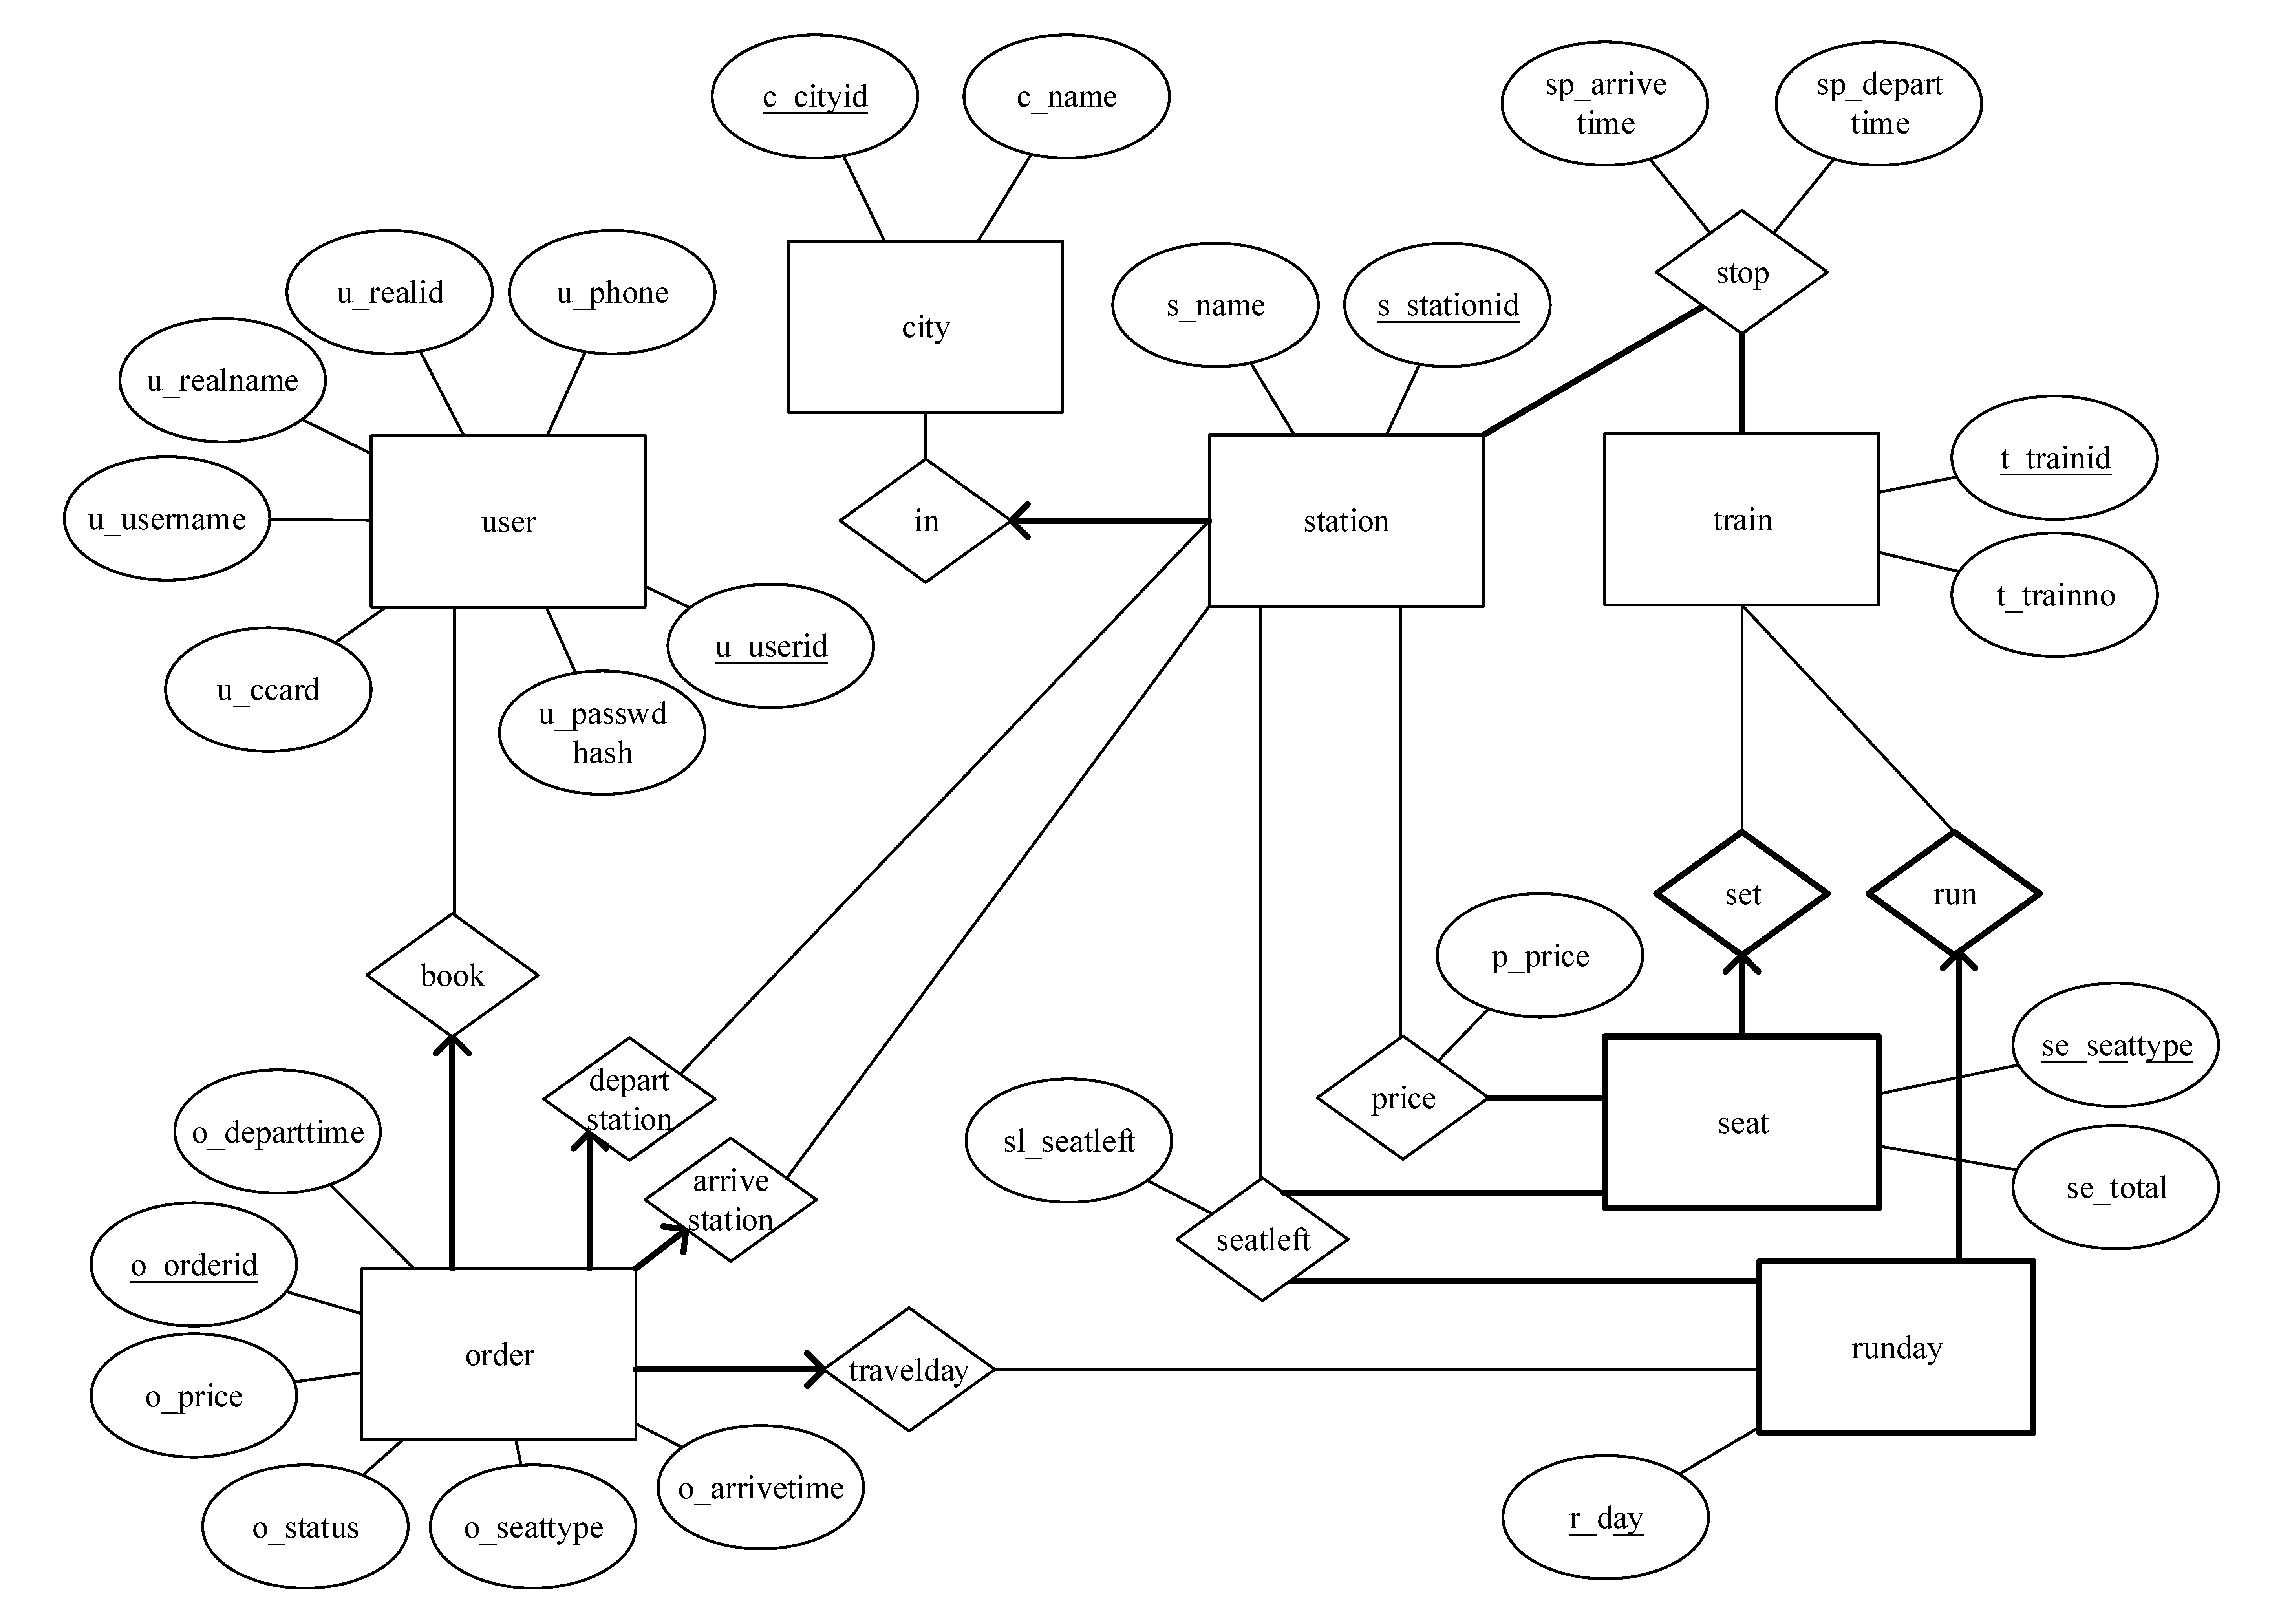 c_cityid
c_name
sp_arrive
time
sp_depart
time
stop
u_realid
u_phone
s_name
s_stationid
city
u_realname
u_username
user
in
station
train
t_trainid
t_trainno
u_userid
u_ccard
u_passwd
hash
set
run
p_price
book
depart
station
price
se_seattype
seat
o_departtime
sl_seatleft
arrive
station
se_total
seatleft
o_orderid
order
travelday
runday
o_price
o_arrivetime
o_status
o_seattype
r_day